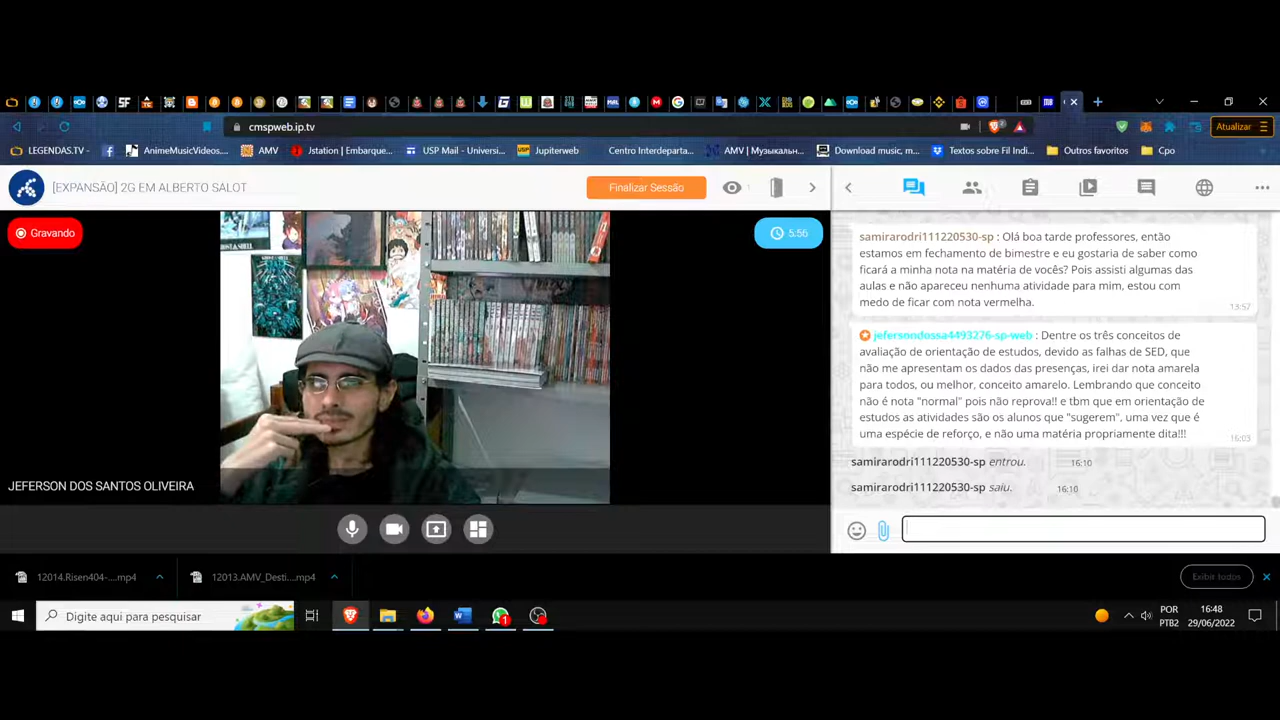 cmspweb.ip.tv
Atualizar
LEGENDAS.TV -
AnimeMusicVideos...
AMV
Jstation | Embarque...
USP Mail - Universi...
Jupiterweb
Centro Interdeparta...
AMV | Музыкальн...
Download music, m...
Textos sobre Fil Indi...
Outros favoritos
Cpo
[EXPANSÃO] 2G EM ALBERTO SALOT
Finalizar Sessão
1
Gravando
5:56
JEFERSON DOS SANTOS OLIVEIRA
samirarodri111220530-sp : Olá boa tarde professores, então
estamos em fechamento de bimestre e eu gostaria de saber como
ficará a minha nota na matéria de vocês? Pois assisti algumas das
aulas e não apareceu nenhuma atividade para mim, estou com
medo de ficar com nota vermelha.
13:57
jefersondossa4493276-sp-web : Dentre os três conceitos de
avaliação de orientação de estudos, devido as falhas de SED, que
não me apresentam os dados das presenças, irei dar nota amarela
para todos, ou melhor, conceito amarelo. Lembrando que conceito
não é nota "normal" pois não reprova!! e tbm que em orientação de
estudos as atividades são os alunos que "sugerem", uma vez que é
uma espécie de reforço, e não uma matéria propriamente dita!!!
16:03
samirarodri111220530-sp entrou. 16:10
samirarodri111220530-sp saiu. 16:10
12014.Risen404-....mp4
12013.AMV_Desti....mp4
Exibir todos
Digite aqui para pesquisar
1
POR
PTB2
16:48
29/06/2022